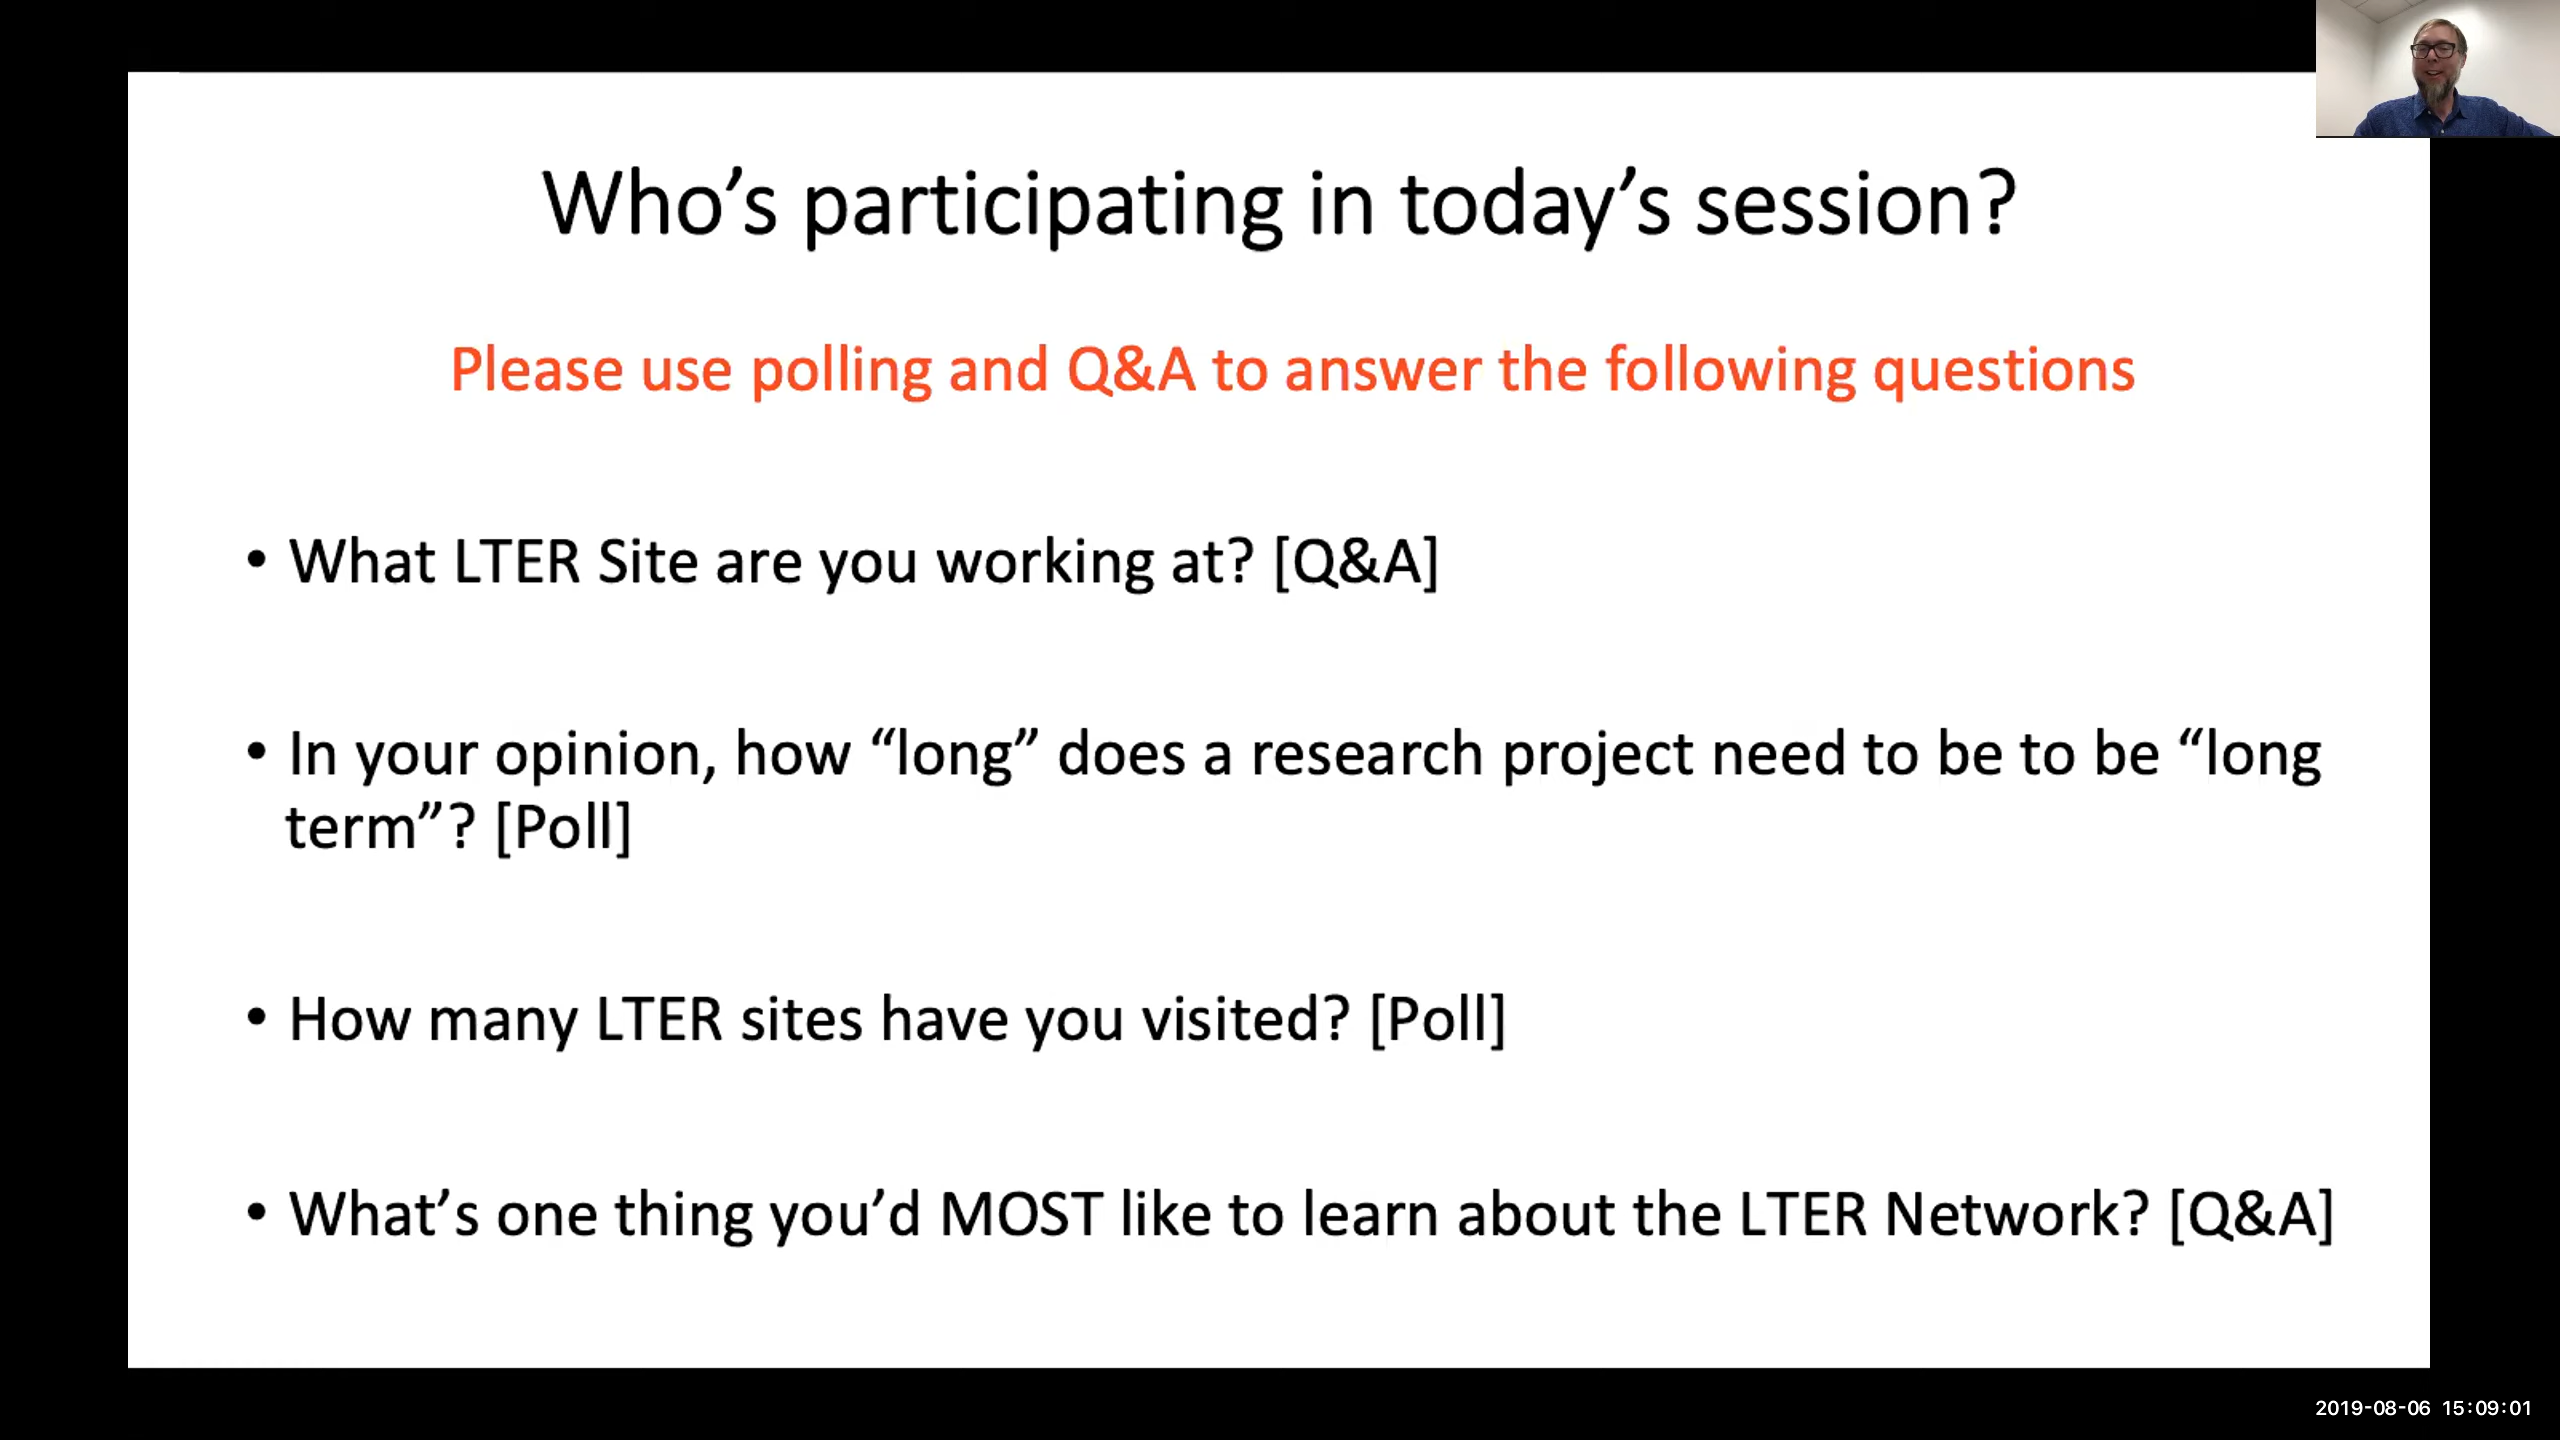 Who’s participating in today’s session?
Please use polling and Q&A to answer the following questions
• What LTER Site are you working at? [Q&A]
• In your opinion, how “long” does a research project need to be to be “long
term”? [Poll]
• How many LTER sites have you visited? [Poll]
• What’s one thing you’d MOST like to learn about the LTER Network? [Q&A]
2019-08-06 15:09:01